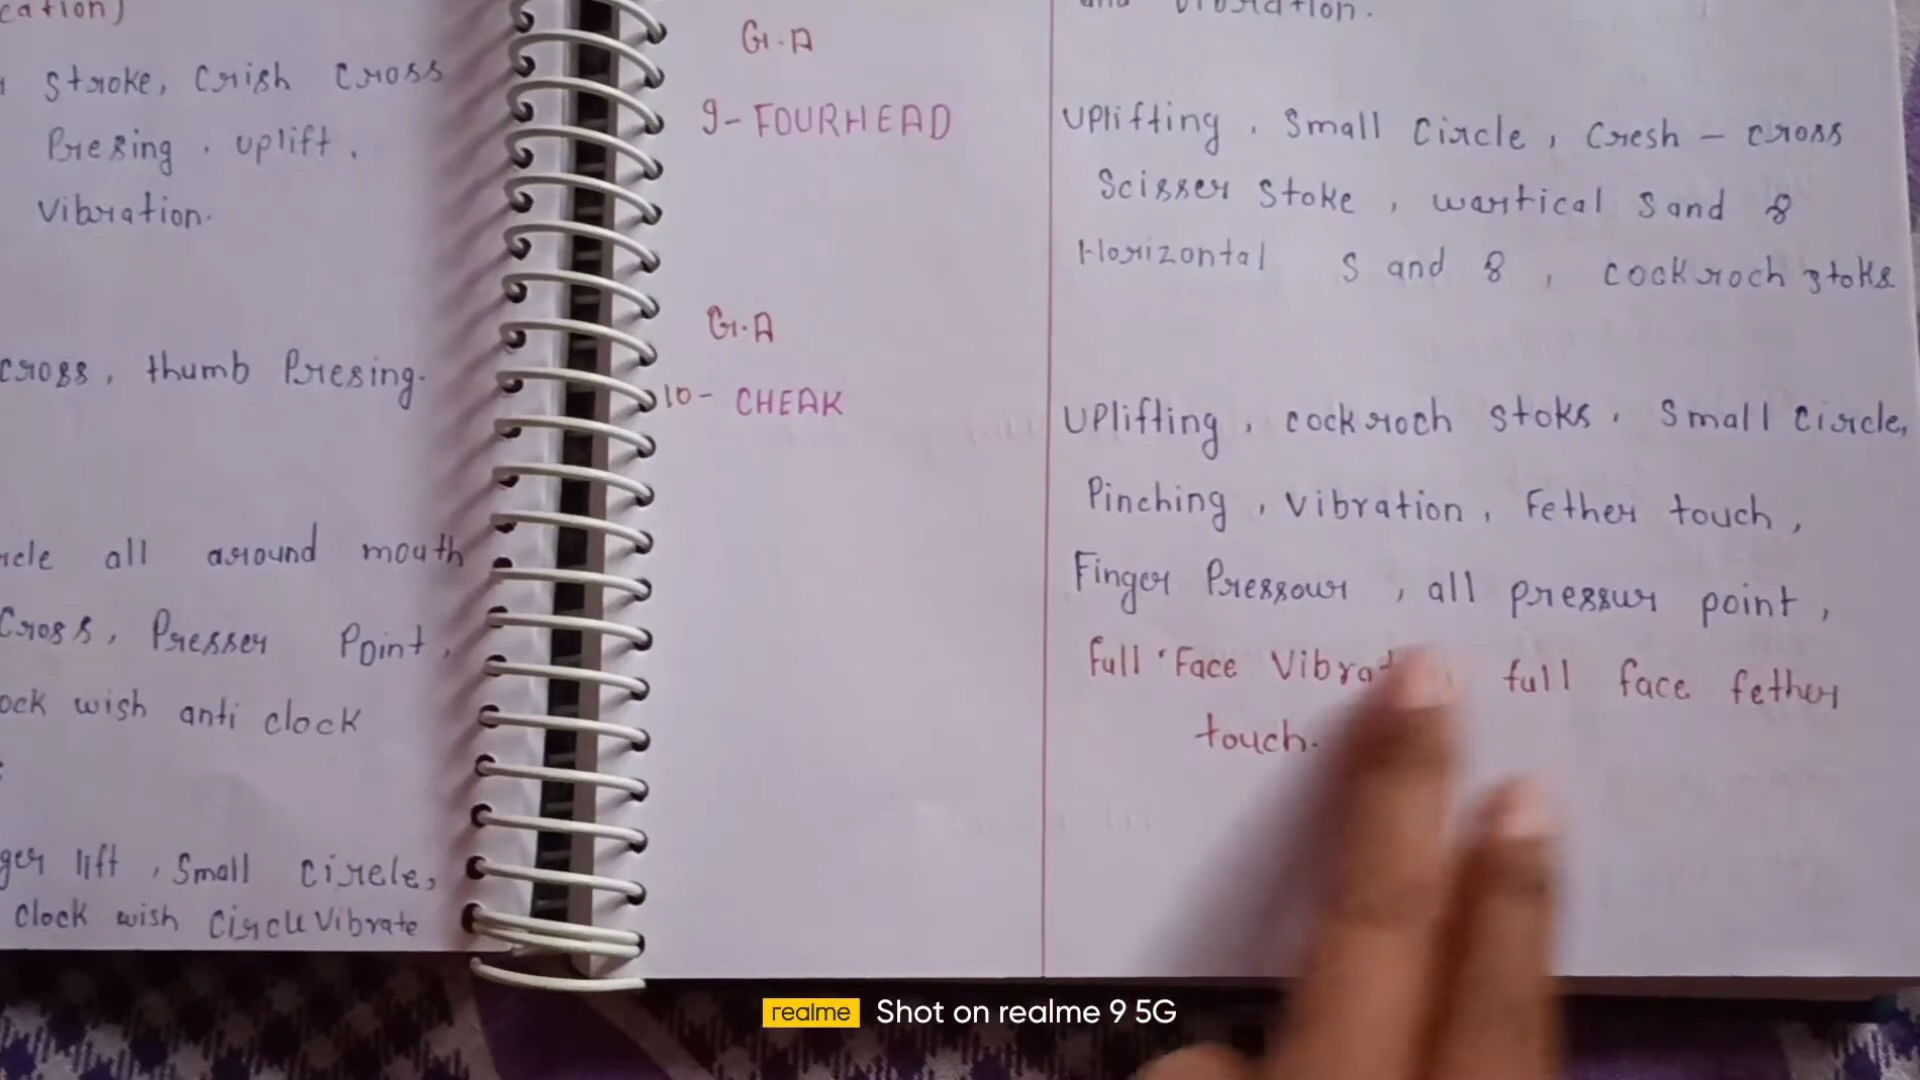 cation)
stroke, Crish Cross
Presing, uplift,
Vibration.
cross, thumb Presing.
all around mouth
Cross, Presser Point,
ock wish anti clock
ger lift, Small cirele,
Clock wish Circle Vibrate
G.A
9- FOURHEAD
Uplifting, Small Circle, Cresh - cross
Scisser Stoke, wartical S and 8
Horizontal S and 8, cockroch stoks
G.A
10- CHEAK
Uplifting, cockroch stoks, Small Circle,
Pinching, Vibration, Fether touch,
Finger Pressour, all pressur point,
full Face full face fether
touch.
realme Shot on realme 9 5G